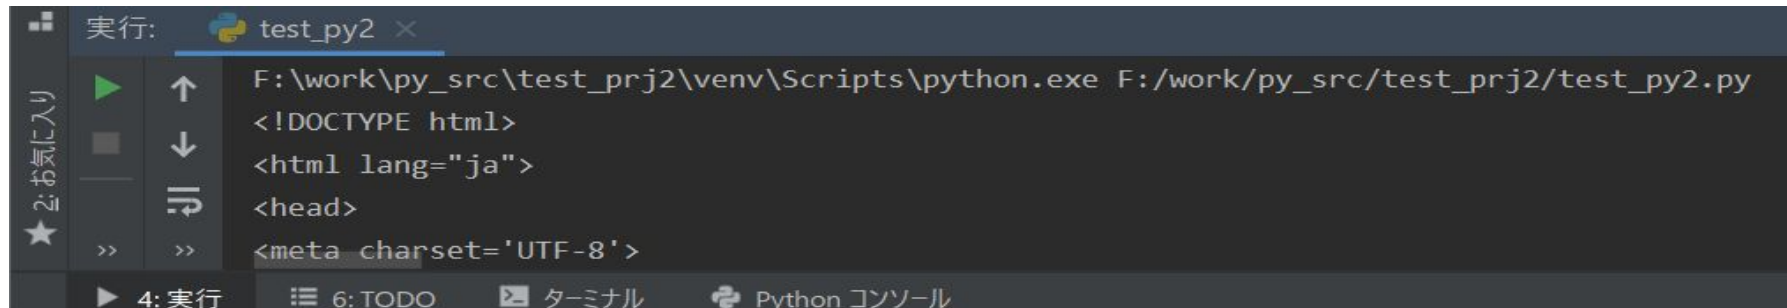 実行: test_py2 ×
F:\work\py_src\test_prj2\venv\Scripts\python.exe F:/work/py_src/test_prj2/test_py2.py
<!DOCTYPE html>
<html lang="ja">
<head>
<meta charset='UTF-8'>
2: お気に入り
>> >>
4: 実行 6: TODO ターミナル Python コンソール